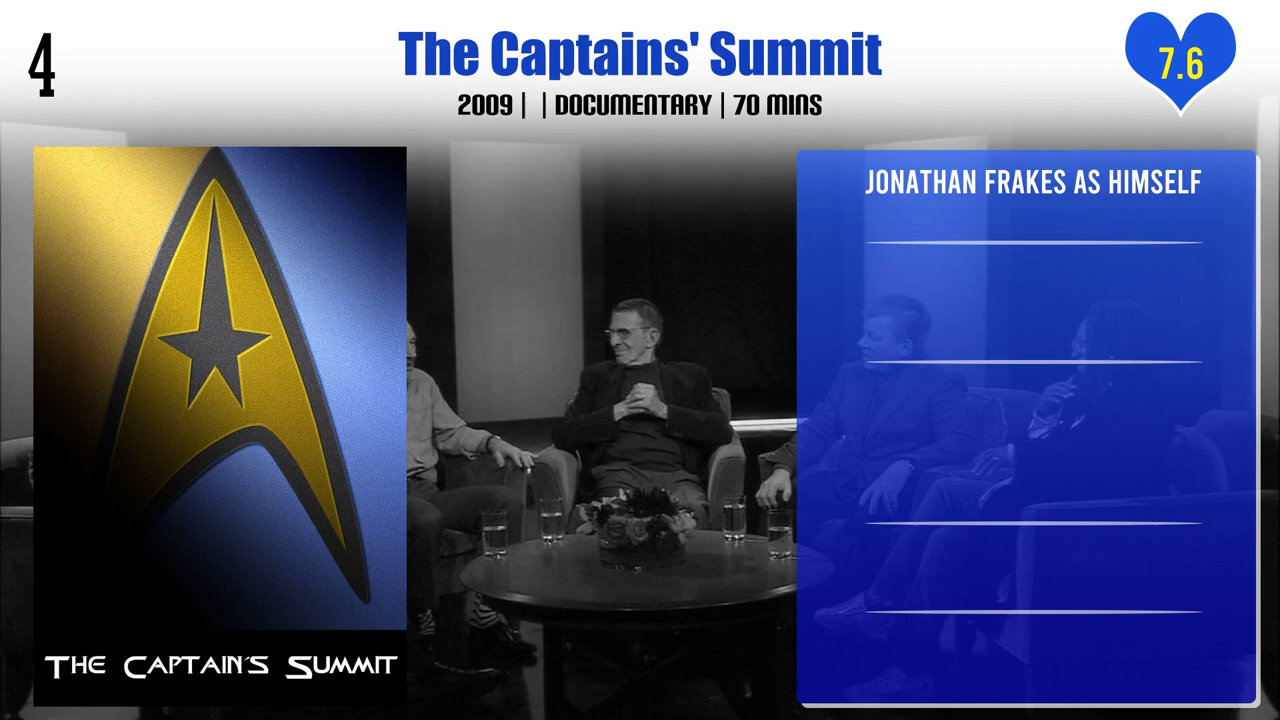 4
The Captains' Summit
7.6
2009 | | DOCUMENTARY | 70 MINS
JONATHAN FRAKES AS HIMSELF
THE CAPTAIN'S SUMMIT